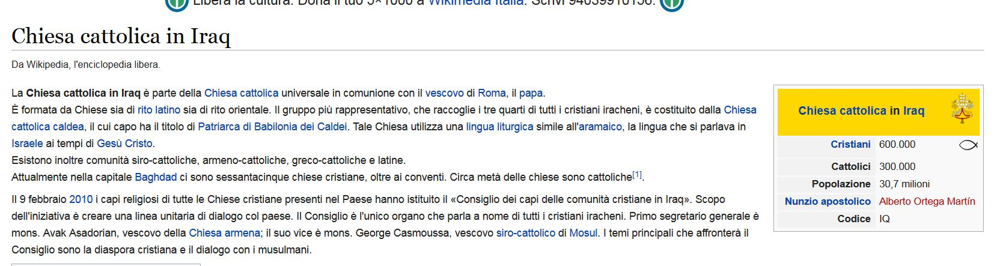 Libera la cultura. Dona il tuo 5×1000 a Wikimedia Italia. Scrivi 94039910156.
Chiesa cattolica in Iraq
Da Wikipedia, l'enciclopedia libera.
La Chiesa cattolica in Iraq è parte della Chiesa cattolica universale in comunione con il vescovo di Roma, il papa.
È formata da Chiese sia di rito latino sia di rito orientale. Il gruppo più rappresentativo, che raccoglie i tre quarti di tutti i cristiani iracheni, è costituito dalla Chiesa
cattolica caldea, il cui capo ha il titolo di Patriarca di Babilonia dei Caldei. Tale Chiesa utilizza una lingua liturgica simile all'aramaico, la lingua che si parlava in
Israele ai tempi di Gesù Cristo.
Esistono inoltre comunità siro-cattoliche, armeno-cattoliche, greco-cattoliche e latine.
Attualmente nella capitale Baghdad ci sono sessantacinque chiese cristiane, oltre ai conventi. Circa metà delle chiese sono cattoliche[1].
Il 9 febbraio 2010 i capi religiosi di tutte le Chiese cristiane presenti nel Paese hanno istituito il «Consiglio dei capi delle comunità cristiane in Iraq». Scopo
dell'iniziativa è creare una linea unitaria di dialogo col paese. Il Consiglio è l'unico organo che parla a nome di tutti i cristiani iracheni. Primo segretario generale è
mons. Avak Asadorian, vescovo della Chiesa armena; il suo vice è mons. George Casmoussa, vescovo siro-cattolico di Mosul. I temi principali che affronterà il
Consiglio sono la diaspora cristiana e il dialogo con i musulmani.
Chiesa cattolica in Iraq
Cristiani 600.000
Cattolici 300.000
Popolazione 30,7 milioni
Nunzio apostolico Alberto Ortega Martín
Codice IQ